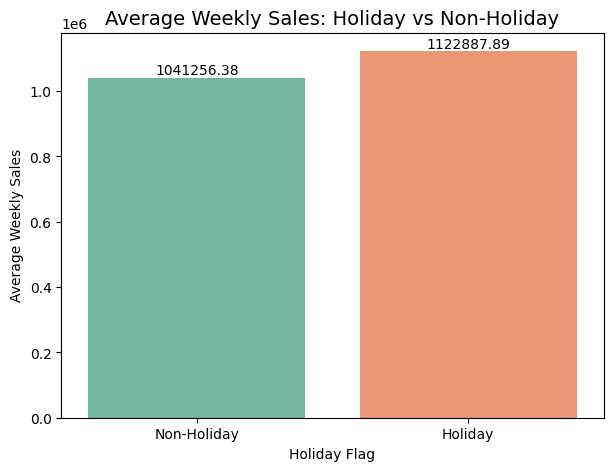 Average Weekly Sales: Holiday vs Non-Holiday
1e6
1122887.89
1041256.38
1.0
0.8
0.6
0.4
0.2
0.0
Average Weekly Sales
Non-Holiday
Holiday
Holiday Flag